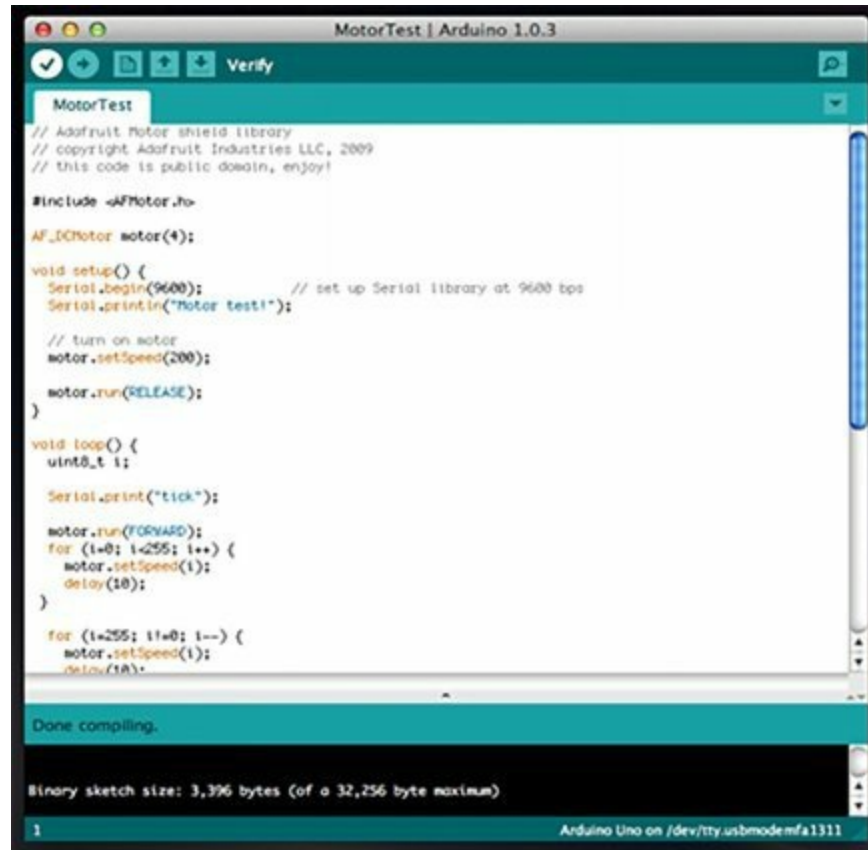 MotorTest | Arduino 1.0.3
Verify
MotorTest
// Adafruit Motor shield library
// copyright Adafruit Industries LLC, 2009
// this code is public domain, enjoy!
#include <AFMotor.h>
AF_DCMotor motor(4);
void setup() {
Serial.begin(9600); // set up Serial library at 9600 bps
Serial.println("Motor test!");
// turn on motor
motor.setSpeed(200);
motor.run(RELEASE);
}
void loop() {
uint8_t i;
Serial.print("tick");
motor.run(FORWARD);
for (i=0; i<255; i++) {
motor.setSpeed(i);
delay(10);
}
for (i=255; i!=0; i--) {
motor.setSpeed(i);
delay(10);
Done compiling.
Binary sketch size: 3,396 bytes (of a 32,256 byte maximum)
1
Arduino Uno on /dev/tty.usbmodemfa1311